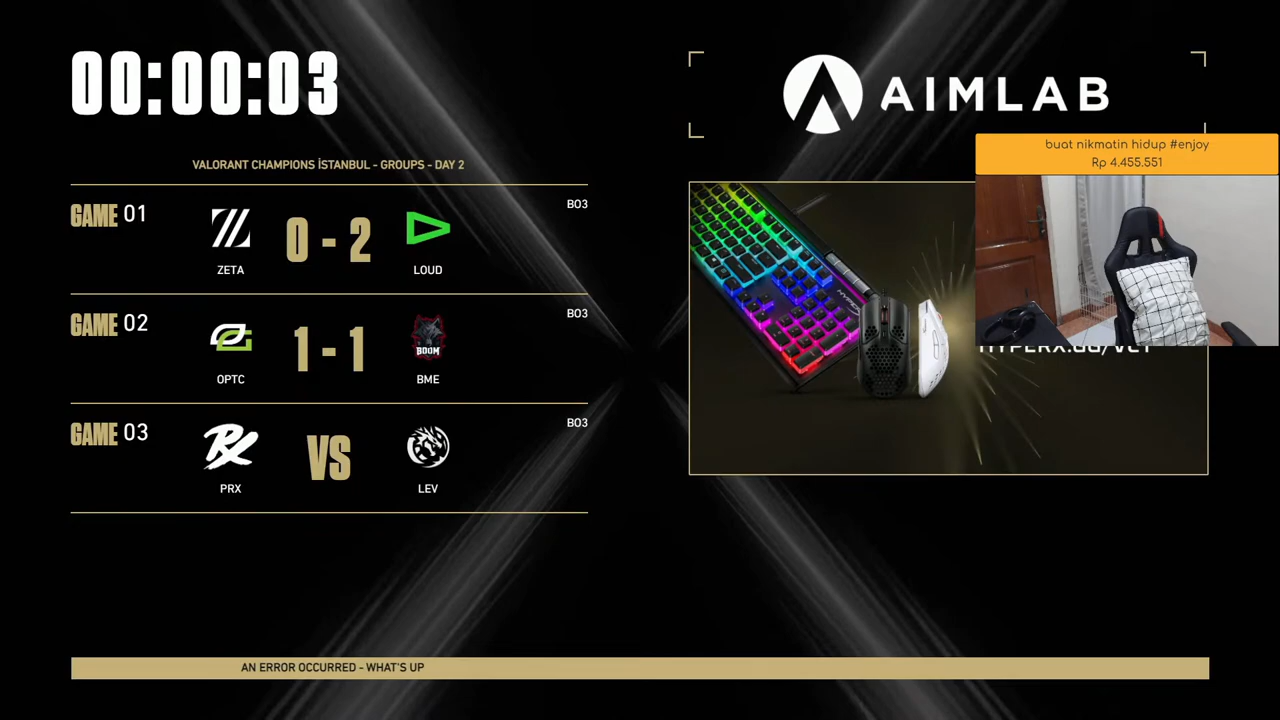 00:00:03
AIMLAB
buat nikmatin hidup #enjoy
Rp 4.455.551
VALORANT CHAMPIONS İSTANBUL - GROUPS - DAY 2
GAME 01
BO3
ZETA
0 - 2
LOUD
GAME 02
BO3
OPTC
1 - 1
BOOM
BME
GAME 03
BO3
PRX
VS
LEV
AN ERROR OCCURRED - WHAT'S UP